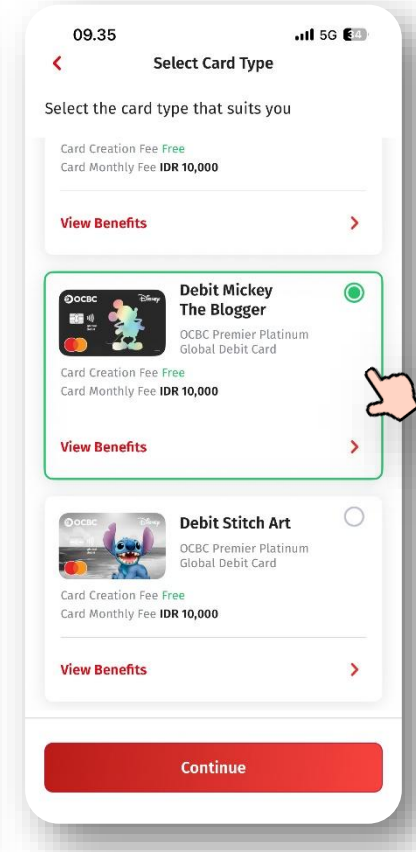 09.35
5G 34
Select Card Type
Select the card type that suits you
Card Creation Fee Free
Card Monthly Fee IDR 10,000
View Benefits
OCBC
Disney
Debit Mickey
The Blogger
OCBC Premier Platinum
Global Debit Card
Card Creation Fee Free
Card Monthly Fee IDR 10,000
View Benefits
OCBC
Disney
Debit Stitch Art
OCBC Premier Platinum
Global Debit Card
Card Creation Fee Free
Card Monthly Fee IDR 10,000
View Benefits
Continue